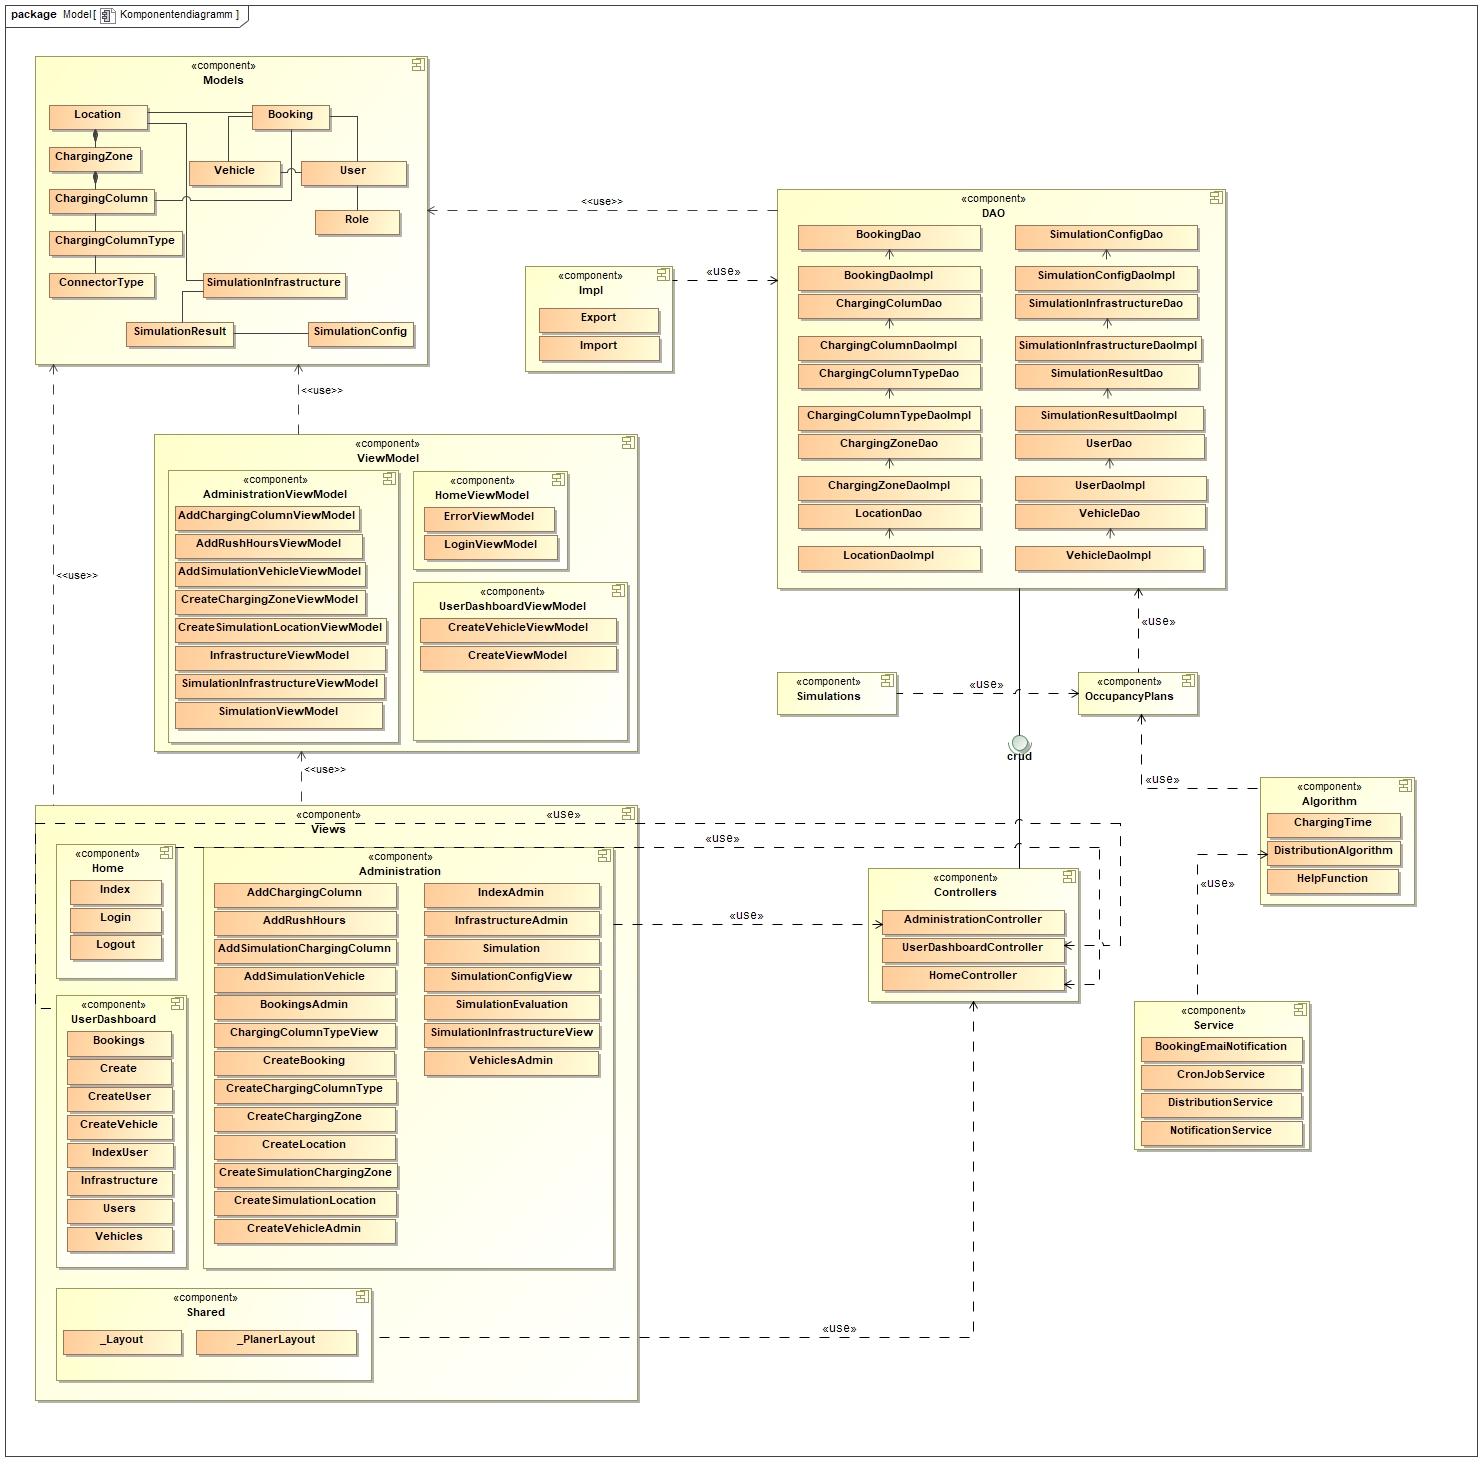 package Model[ Komponentendiagramm ]
«component»
Models
Location
Booking
ChargingZone
Vehicle
User
ChargingColumn
Role
ChargingColumnType
ConnectorType
SimulationInfrastructure
SimulationResult
SimulationConfig
<<use>>
«component»
DAO
BookingDao
BookingDaoImpl
ChargingColumDao
ChargingColumnDaoImpl
ChargingColumnTypeDao
ChargingColumnTypeDaoImpl
ChargingZoneDao
ChargingZoneDaoImpl
LocationDao
LocationDaoImpl
SimulationConfigDao
SimulationConfigDaoImpl
SimulationInfrastructureDao
SimulationInfrastructureDaoImpl
SimulationResultDao
SimulationResultDaoImpl
UserDao
UserDaoImpl
VehicleDao
VehicleDaoImpl
«component»
Impl
Export
Import
«use»
<<use>>
<<use>>
«component»
ViewModel
«component»
AdministrationViewModel
AddChargingColumnViewModel
AddRushHoursViewModel
AddSimulationVehicleViewModel
CreateChargingZoneViewModel
CreateSimulationLocationViewModel
InfrastructureViewModel
SimulationInfrastructureViewModel
SimulationViewModel
«component»
HomeViewModel
ErrorViewModel
LoginViewModel
«component»
UserDashboardViewModel
CreateVehicleViewModel
CreateViewModel
<<use>>
«use»
«component»
Simulations
«use»
«component»
OccupancyPlans
crud
«use»
«component»
Algorithm
ChargingTime
DistributionAlgorithm
HelpFunction
«use»
«component»
Views
«use»
«use»
«component»
Home
Index
Login
Logout
«component»
UserDashboard
Bookings
Create
CreateUser
CreateVehicle
IndexUser
Infrastructure
Users
Vehicles
«component»
Administration
AddChargingColumn
AddRushHours
AddSimulationChargingColumn
AddSimulationVehicle
BookingsAdmin
ChargingColumnTypeView
CreateBooking
CreateChargingColumnType
CreateChargingZone
CreateLocation
CreateSimulationChargingZone
CreateSimulationLocation
CreateVehicleAdmin
IndexAdmin
InfrastructureAdmin
Simulation
SimulationConfigView
SimulationEvaluation
SimulationInfrastructureView
VehiclesAdmin
«use»
«component»
Controllers
AdministrationController
UserDashboardController
HomeController
«component»
Service
BookingEmaiNotification
CronJobService
DistributionService
NotificationService
«component»
Shared
_Layout
_PlanerLayout
«use»